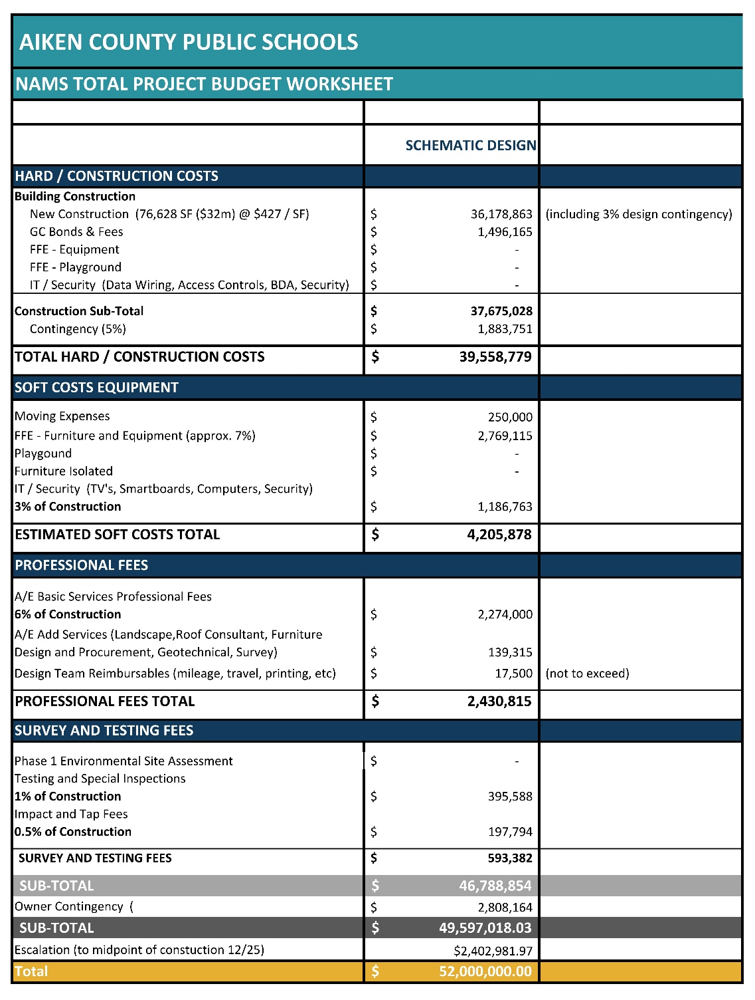 AIKEN COUNTY PUBLIC SCHOOLS
NAMS TOTAL PROJECT BUDGET WORKSHEET
SCHEMATIC DESIGN
HARD / CONSTRUCTION COSTS
Building Construction
New Construction (76,628 SF ($32m) @ $427 / SF) $ 36,178,863 (including 3% design contingency)
GC Bonds & Fees $ 1,496,165
FFE - Equipment $ -
FFE - Playground $ -
IT / Security (Data Wiring, Access Controls, BDA, Security) $ -
Construction Sub-Total $ 37,675,028
Contingency (5%) $ 1,883,751
TOTAL HARD / CONSTRUCTION COSTS $ 39,558,779
SOFT COSTS EQUIPMENT
Moving Expenses $ 250,000
FFE - Furniture and Equipment (approx. 7%) $ 2,769,115
Playgound $ -
Furniture Isolated $ -
IT / Security (TV's, Smartboards, Computers, Security)
3% of Construction $ 1,186,763
ESTIMATED SOFT COSTS TOTAL $ 4,205,878
PROFESSIONAL FEES
A/E Basic Services Professional Fees
6% of Construction $ 2,274,000
A/E Add Services (Landscape,Roof Consultant, Furniture
Design and Procurement, Geotechnical, Survey) $ 139,315
Design Team Reimbursables (mileage, travel, printing, etc) $ 17,500 (not to exceed)
PROFESSIONAL FEES TOTAL $ 2,430,815
SURVEY AND TESTING FEES
Phase 1 Environmental Site Assessment $ -
Testing and Special Inspections
1% of Construction $ 395,588
Impact and Tap Fees
0.5% of Construction $ 197,794
SURVEY AND TESTING FEES $ 593,382
SUB-TOTAL $ 46,788,854
Owner Contingency ( $ 2,808,164
SUB-TOTAL $ 49,597,018.03
Escalation (to midpoint of constuction 12/25) $2,402,981.97
Total $ 52,000,000.00